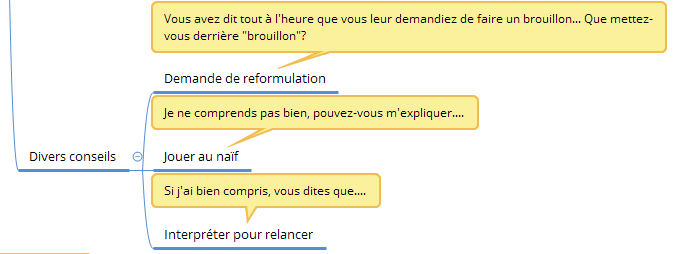 Vous avez dit tout à l'heure que vous leur demandiez de faire un brouillon... Que mettez-
vous derrière "brouillon"?
Demande de reformulation
Je ne comprends pas bien, pouvez-vous m'expliquer....
Divers conseils
Jouer au naïf
Si j'ai bien compris, vous dites que....
Interpréter pour relancer